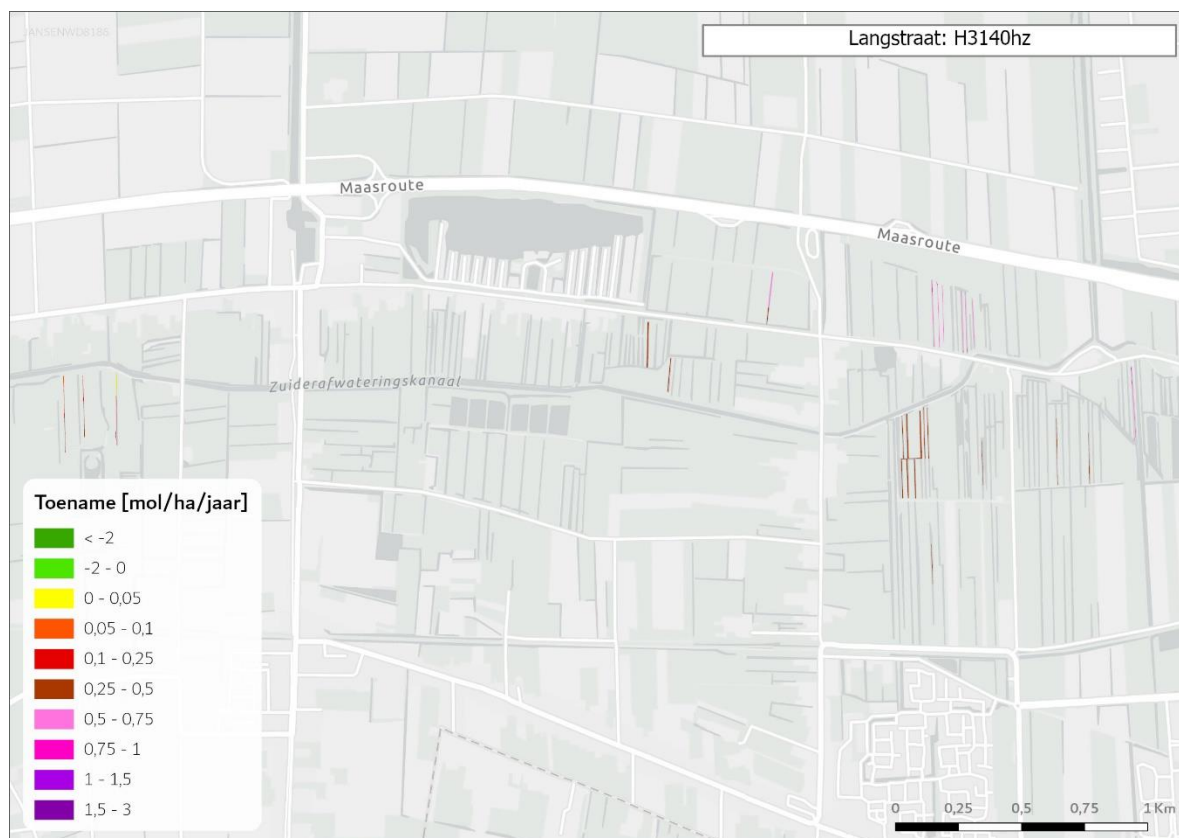 JANSENWD8186
Langstraat: H3140hz
Maasroute
Maasroute
Zuiderafwateringskanaal
Toename [mol/ha/jaar]
< -2
-2 - 0
0 - 0,05
0,05 - 0,1
0,1 - 0,25
0,25 - 0,5
0,5 - 0,75
0,75 - 1
1 - 1,5
1,5 - 3
0 0,25 0,5 0,75 1 Km